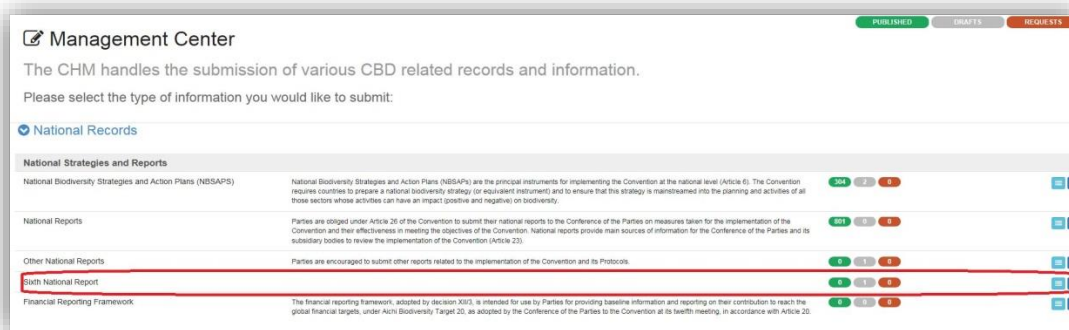 PUBLISHED DRAFTS REQUESTS
Management Center
The CHM handles the submission of various CBD related records and information.
Please select the type of information you would like to submit:
National Records
National Strategies and Reports
National Biodiversity Strategies and Action Plans (NBSAPS)
National Biodiversity Strategies and Action Plans (NBSAPs) are the principal instruments for implementing the Convention at the national level (Article 6). The Convention
requires countries to prepare a national biodiversity strategy (or equivalent instrument) and to ensure that this strategy is mainstreamed into the planning and activities of all
those sectors whose activities can have an impact (positive and negative) on biodiversity.
304 2 0
National Reports
Parties are obliged under Article 26 of the Convention to submit their national reports to the Conference of the Parties on measures taken for the implementation of the
Convention and their effectiveness in meeting the objectives of the Convention. National reports provide main sources of information for the Conference of the Parties and its
subsidiary bodies to review the implementation of the Convention (Article 23).
801 0 0
Other National Reports
Parties are encouraged to submit other reports related to the implementation of the Convention and its Protocols.
0 1 0
Sixth National Report
0 1 0
Financial Reporting Framework
The financial reporting framework, adopted by decision XII/3, is intended for use by Parties for providing baseline information and reporting on their contribution to reach the
global financial targets, under Aichi Biodiversity Target 20, as adopted by the Conference of the Parties to the Convention at its twelfth meeting, in accordance with Article 20.
0 0 0